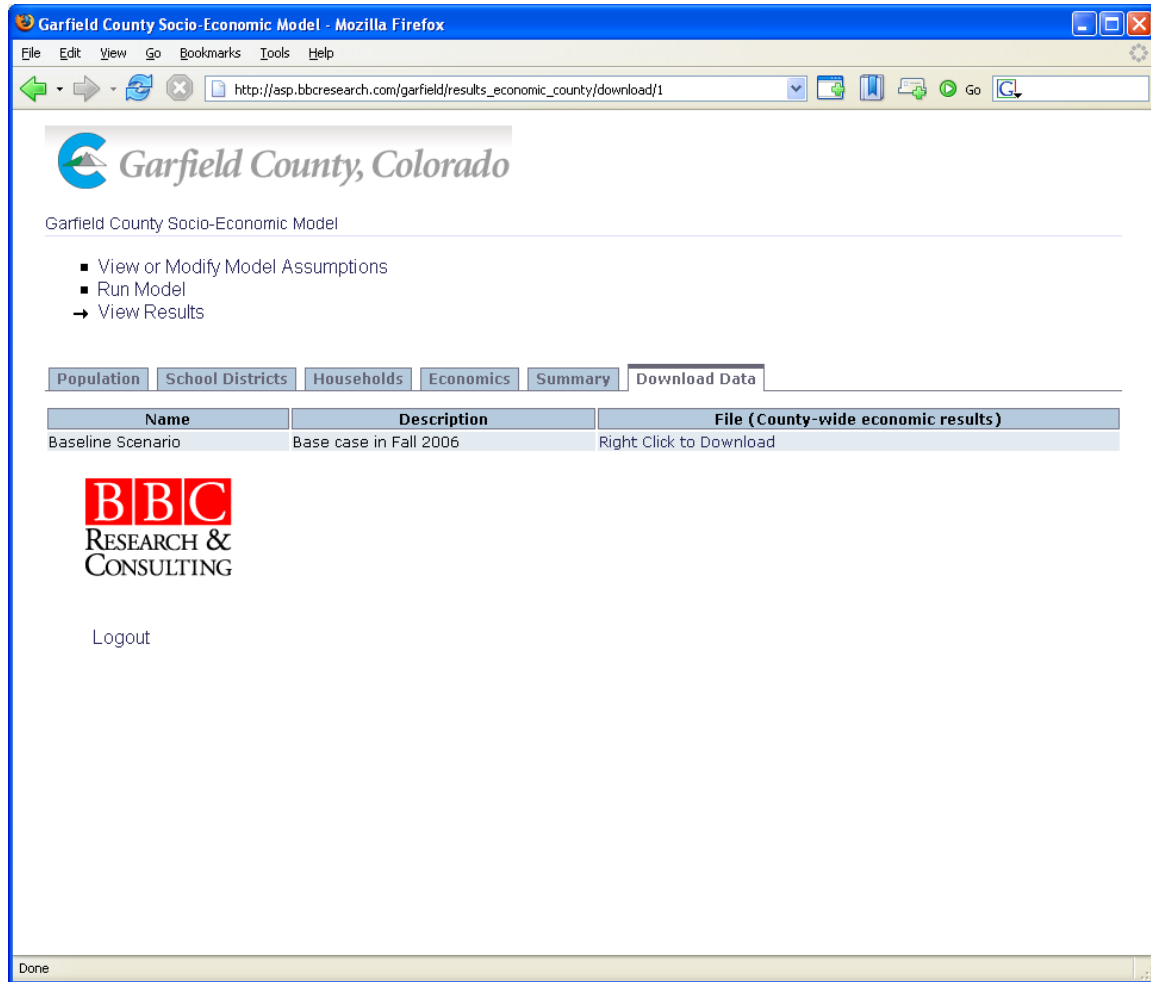 Garfield County Socio-Economic Model - Mozilla Firefox
File Edit View Go Bookmarks Tools Help
http://asp.bbcresearch.com/garfield/results_economic_county/download/1 Go G
Garfield County, Colorado
Garfield County Socio-Economic Model
View or Modify Model Assumptions
Run Model
View Results
Population School Districts Households Economics Summary Download Data
Name Description File (County-wide economic results)
Baseline Scenario Base case in Fall 2006 Right Click to Download
BBC
RESEARCH &
CONSULTING
Logout
Done